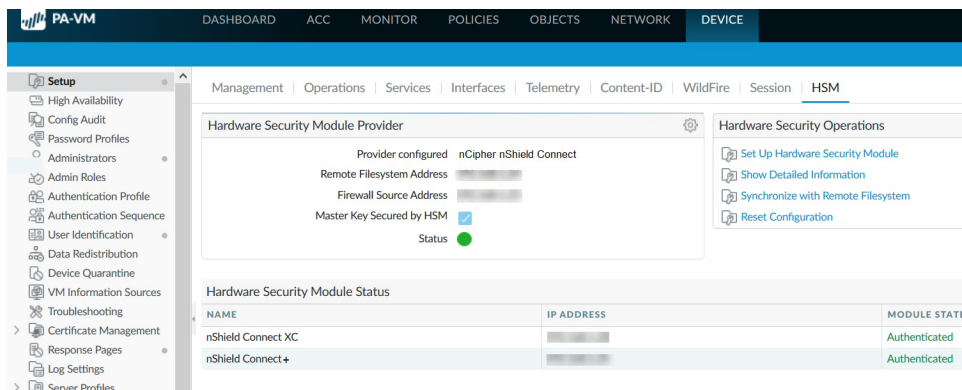 PA-VM
DASHBOARD ACC MONITOR POLICIES OBJECTS NETWORK DEVICE
Setup
High Availability
Config Audit
Password Profiles
Administrators
Admin Roles
Authentication Profile
Authentication Sequence
User Identification
Data Redistribution
Device Quarantine
VM Information Sources
Troubleshooting
Certificate Management
Response Pages
Log Settings
Server Profiles
Management Operations Services Interfaces Telemetry Content-ID WildFire Session HSM
Hardware Security Module Provider
Provider configured nCipher nShield Connect
Remote Filesystem Address
Firewall Source Address
Master Key Secured by HSM
Status
Hardware Security Operations
Set Up Hardware Security Module
Show Detailed Information
Synchronize with Remote Filesystem
Reset Configuration
Hardware Security Module Status
NAME IP ADDRESS MODULE STATE
nShield Connect XC Authenticated
nShield Connect+ Authenticated